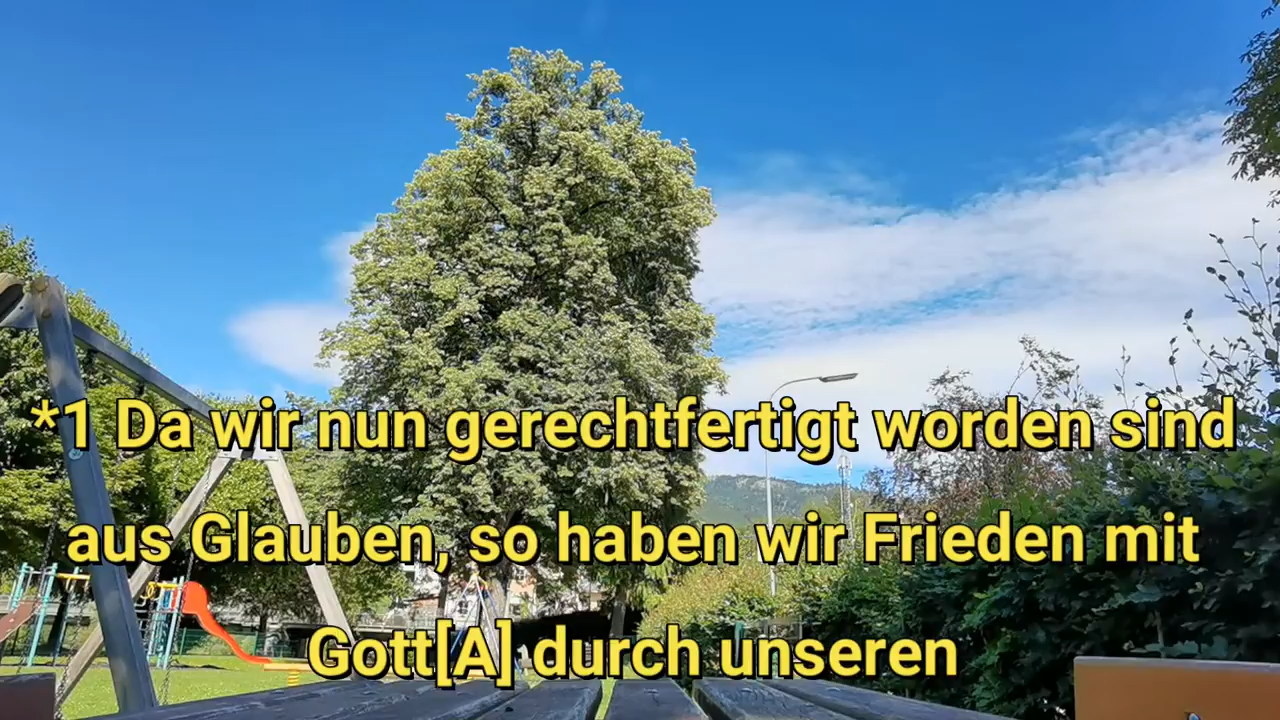 *1 Da wir nun gerechtfertigt worden sind
aus Glauben, so haben wir Frieden mit
Gott[A] durch unseren